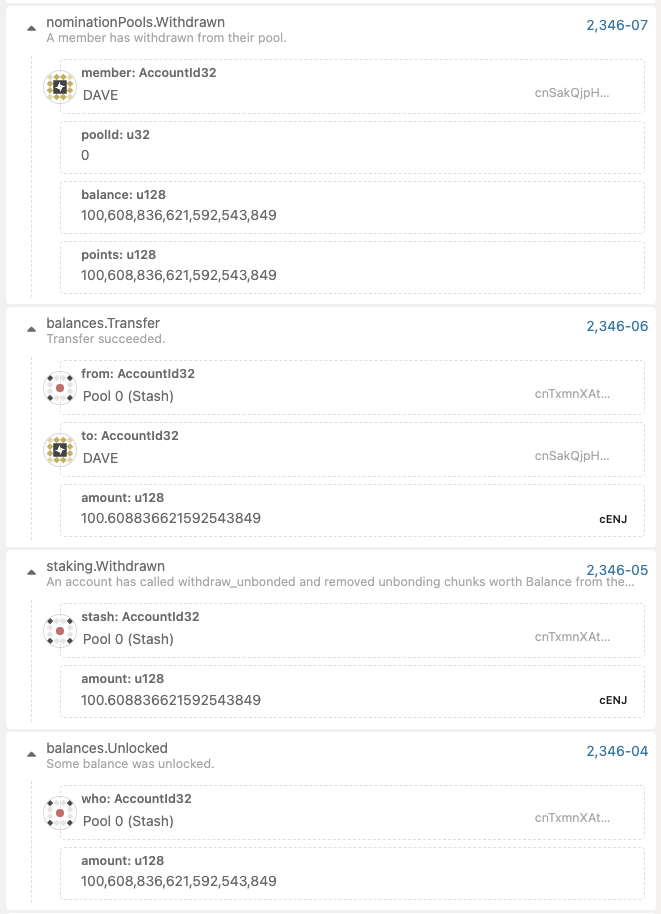 nominationPools.Withdrawn
2,346-07
A member has withdrawn from their pool.
member: AccountId32
DAVE
cnSakQjpH...
poolId: u32
0
balance: u128
100,608,836,621,592,543,849
points: u128
100,608,836,621,592,543,849
balances.Transfer
2,346-06
Transfer succeeded.
from: AccountId32
Pool 0 (Stash)
cnTxmnXAt...
to: AccountId32
DAVE
cnSakQjpH...
amount: u128
100.608836621592543849
cENJ
staking.Withdrawn
2,346-05
An account has called withdraw_unbonded and removed unbonding chunks worth Balance from the...
stash: AccountId32
Pool 0 (Stash)
cnTxmnXAt...
amount: u128
100.608836621592543849
cENJ
balances.Unlocked
2,346-04
Some balance was unlocked.
who: AccountId32
Pool 0 (Stash)
cnTxmnXAt...
amount: u128
100,608,836,621,592,543,849